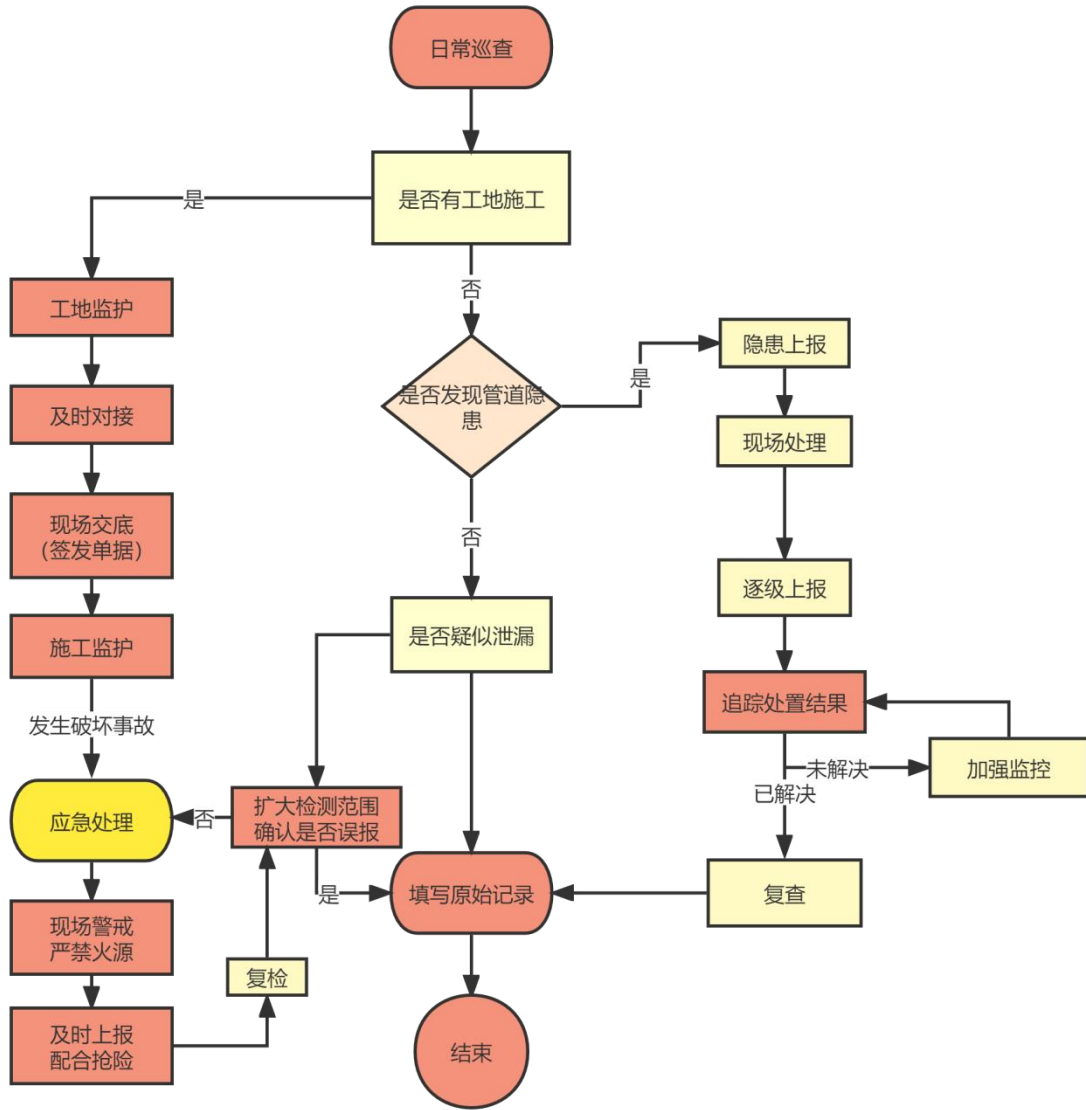 日常巡查
是否有工地施工
是
否
工地监护
及时对接
现场交底
（签发单据）
施工监护
发生破坏事故
应急处理
现场警戒
严禁火源
及时上报
配合抢险
复检
扩大检测范围
确认是否误报
否
是
是否发现管道隐
患
是
否
是否疑似泄漏
填写原始记录
结束
隐患上报
现场处理
逐级上报
追踪处置结果
未解决
加强监控
已解决
复查